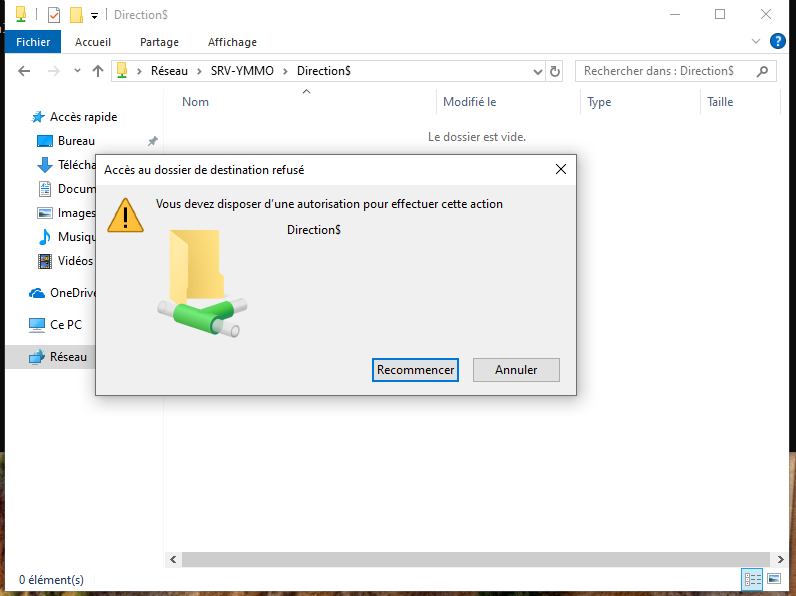 Direction$
Fichier Accueil Partage Affichage
Réseau SRV-YMMO Direction$
Rechercher dans : Direction$
Nom Modifié le Type Taille
Le dossier est vide.
Accès rapide
Bureau
Télécha
Docum
Images
Musiqu
Vidéos
OneDrive
Ce PC
Réseau
Accès au dossier de destination refusé
Vous devez disposer d'une autorisation pour effectuer cette action
Direction$
Recommencer Annuler
0 élément(s)